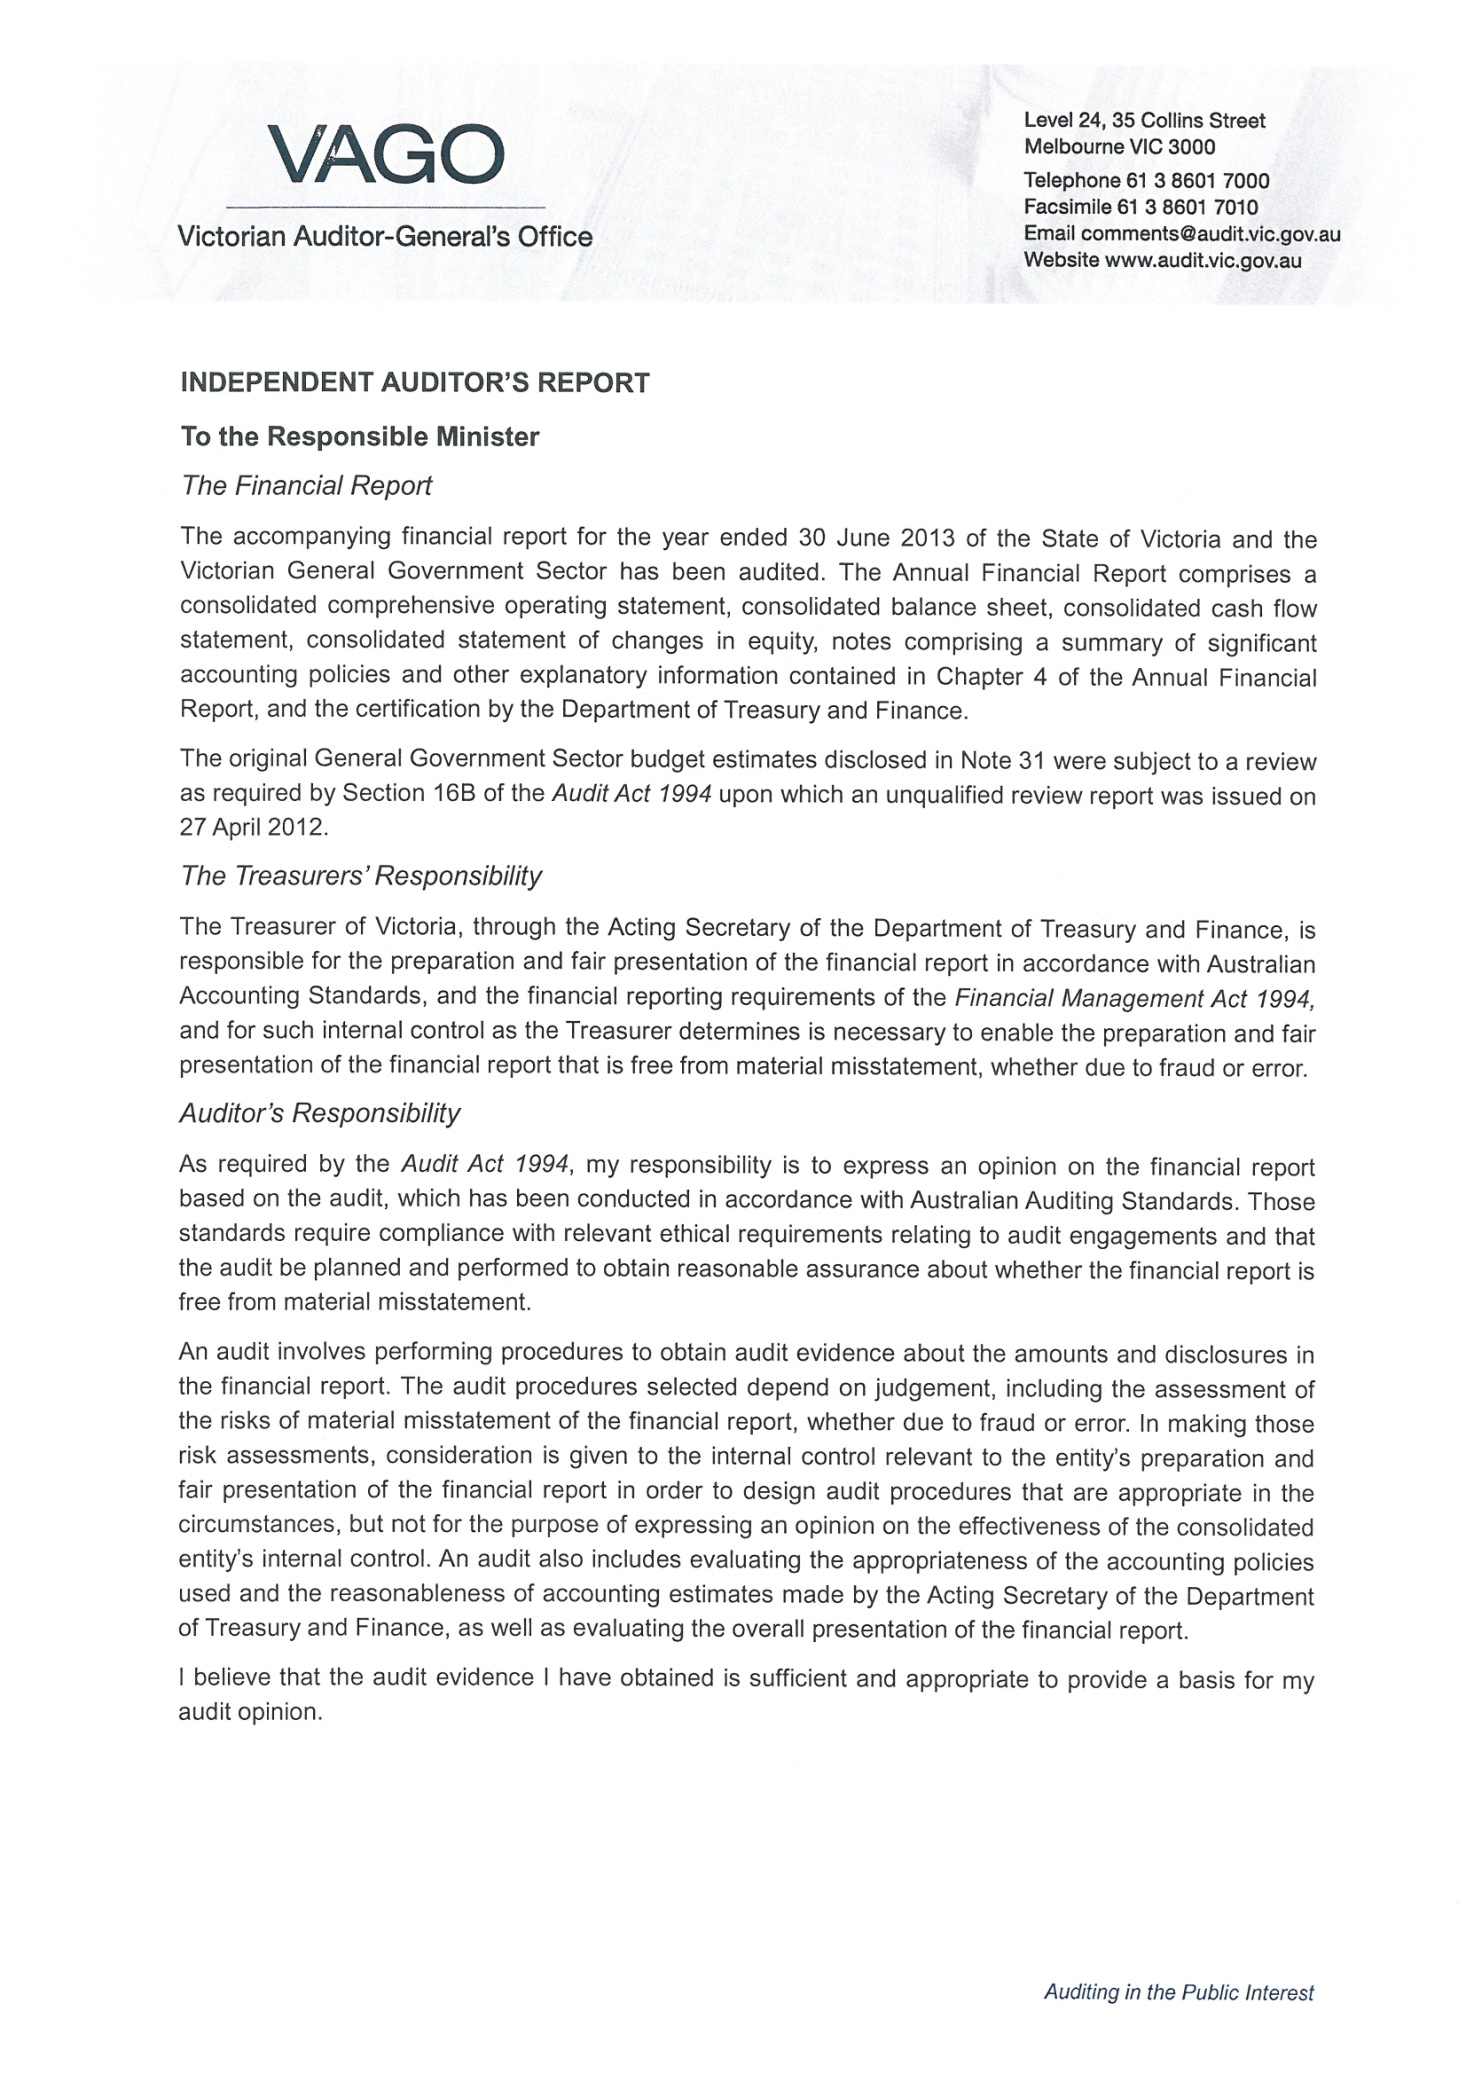 VAGO
Victorian Auditor-General's Office
Level 24, 35 Collins Street
Melbourne VIC 3000
Telephone 61 3 8601 7000
Facsimile 61 3 8601 7010
Email comments@audit.vic.gov.au
Website www.audit.vic.gov.au
INDEPENDENT AUDITOR'S REPORT
To the Responsible Minister
The Financial Report
The accompanying financial report for the year ended 30 June 2013 of the State of Victoria and the
Victorian General Government Sector has been audited. The Annual Financial Report comprises a
consolidated comprehensive operating statement, consolidated balance sheet, consolidated cash flow
statement, consolidated statement of changes in equity, notes comprising a summary of significant
accounting policies and other explanatory information contained in Chapter 4 of the Annual Financial
Report, and the certification by the Department of Treasury and Finance.
The original General Government Sector budget estimates disclosed in Note 31 were subject to a review
as required by Section 16B of the Audit Act 1994 upon which an unqualified review report was issued on
27 April 2012.
The Treasurers' Responsibility
The Treasurer of Victoria, through the Acting Secretary of the Department of Treasury and Finance, is
responsible for the preparation and fair presentation of the financial report in accordance with Australian
Accounting Standards, and the financial reporting requirements of the Financial Management Act 1994,
and for such internal control as the Treasurer determines is necessary to enable the preparation and fair
presentation of the financial report that is free from material misstatement, whether due to fraud or error.
Auditor's Responsibility
As required by the Audit Act 1994, my responsibility is to express an opinion on the financial report
based on the audit, which has been conducted in accordance with Australian Auditing Standards. Those
standards require compliance with relevant ethical requirements relating to audit engagements and that
the audit be planned and performed to obtain reasonable assurance about whether the financial report is
free from material misstatement.
An audit involves performing procedures to obtain audit evidence about the amounts and disclosures in
the financial report. The audit procedures selected depend on judgement, including the assessment of
the risks of material misstatement of the financial report, whether due to fraud or error. In making those
risk assessments, consideration is given to the internal control relevant to the entity's preparation and
fair presentation of the financial report in order to design audit procedures that are appropriate in the
circumstances, but not for the purpose of expressing an opinion on the effectiveness of the consolidated
entity's internal control. An audit also includes evaluating the appropriateness of the accounting policies
used and the reasonableness of accounting estimates made by the Acting Secretary of the Department
of Treasury and Finance, as well as evaluating the overall presentation of the financial report.
I believe that the audit evidence I have obtained is sufficient and appropriate to provide a basis for my
audit opinion.
Auditing in the Public Interest